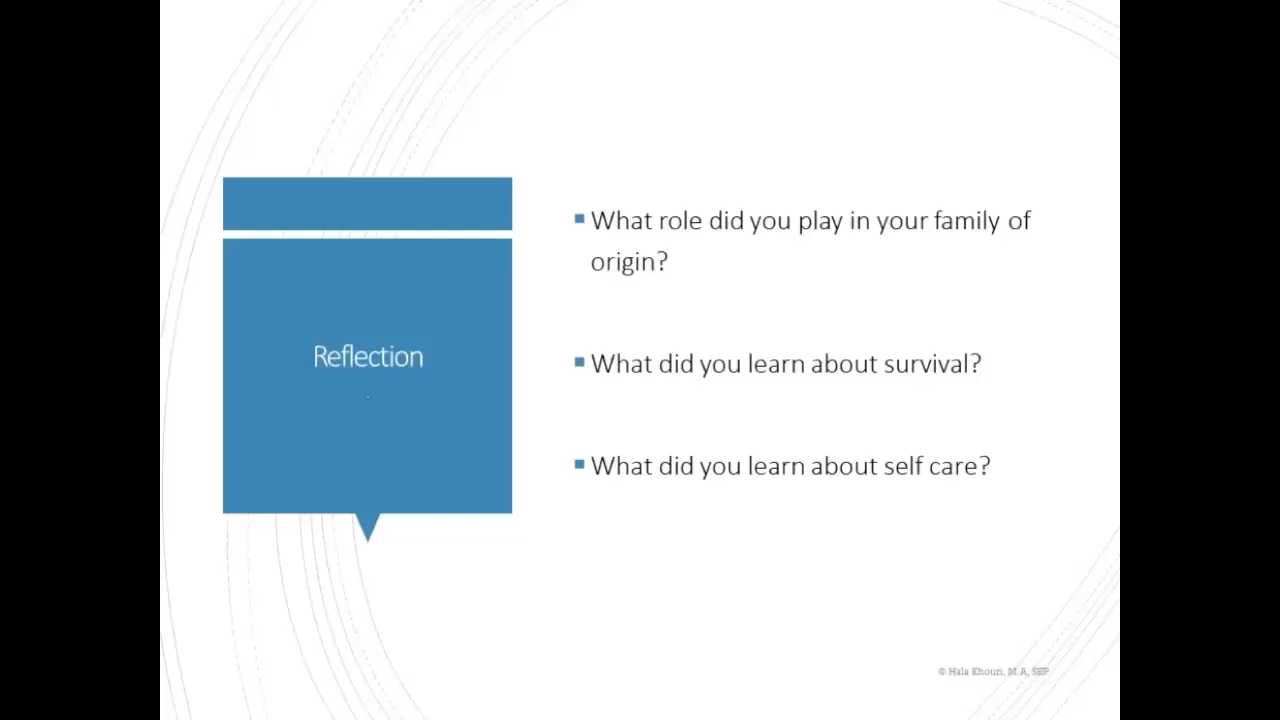 Reflection
What role did you play in your family of
origin?
What did you learn about survival?
What did you learn about self care?
© Hala Khouri, M.A, SEP